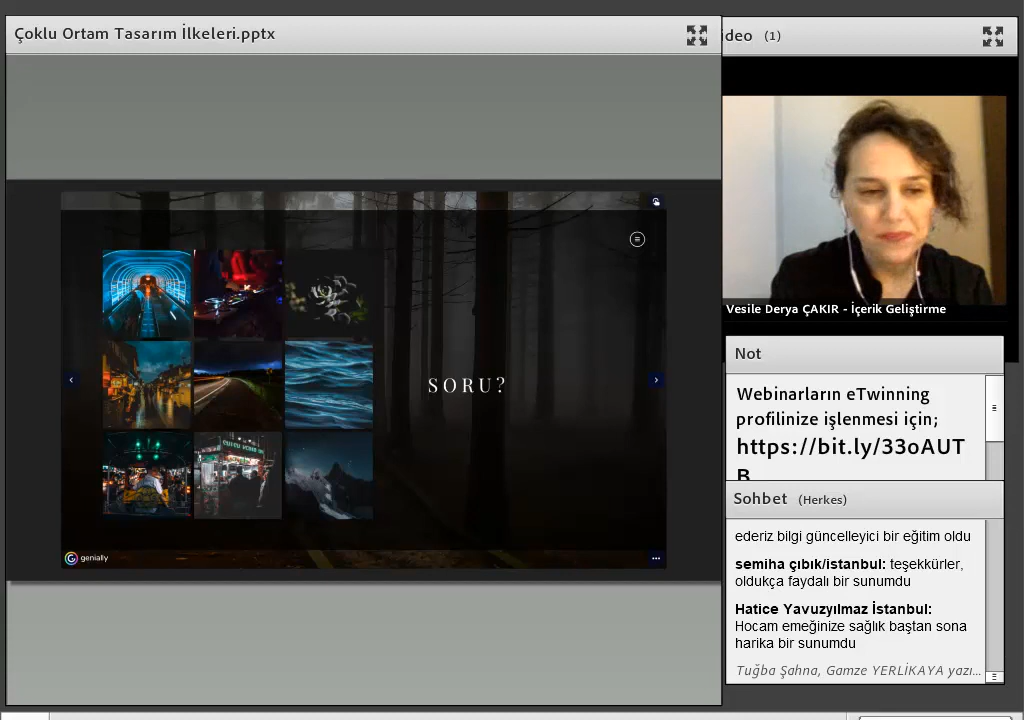 Çoklu Ortam Tasarım İlkeleri.pptx
ideo (1)
SORU?
genially
Vesile Derya ÇAKIR - İçerik Geliştirme
Not
Webinarların eTwinning
profilinize işlenmesi için;
https://bit.ly/33oAUT
B
Sohbet (Herkes)
ederiz bilgi güncelleyici bir eğitim oldu
semiha çıbık/istanbul: teşekkürler,
oldukça faydalı bir sunumdu
Hatice Yavuzyılmaz İstanbul:
Hocam emeğinize sağlık baştan sona
harika bir sunumdu
Tuğba Şahna, Gamze YERLİKAYA yazı...